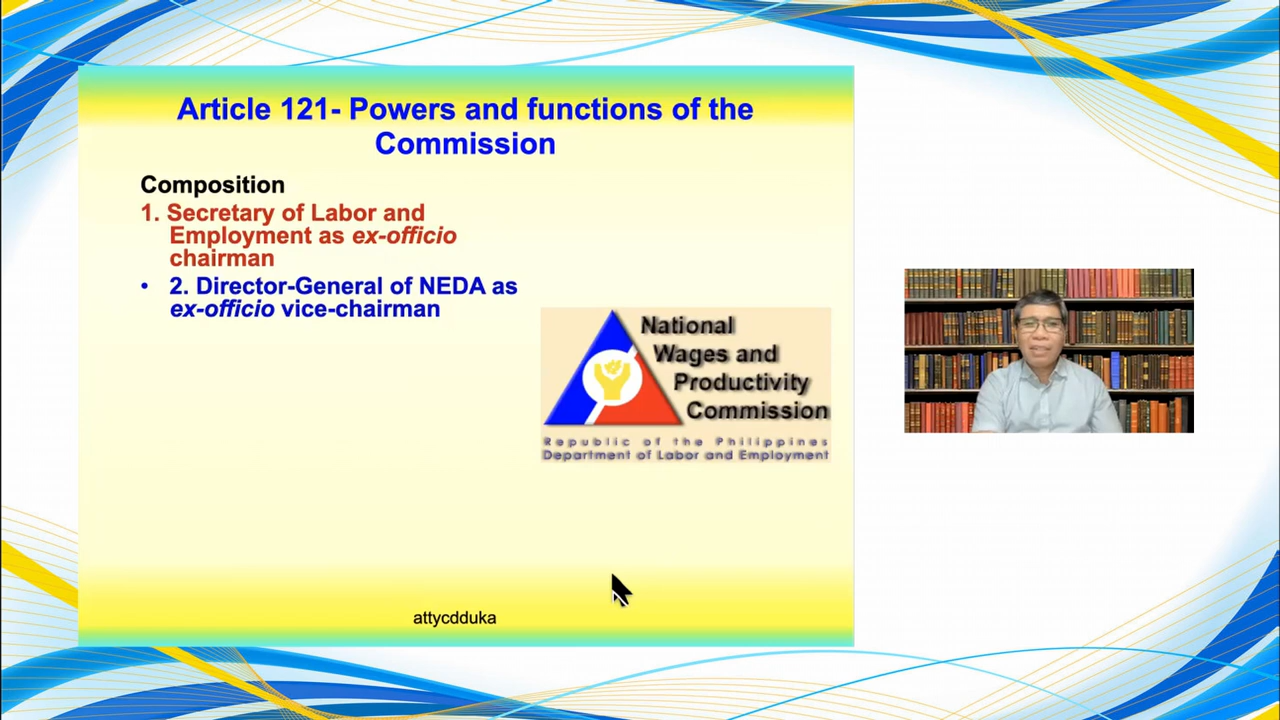 Article 121- Powers and functions of the
Commission
Composition
1. Secretary of Labor and
Employment as ex-officio
chairman
• 2. Director-General of NEDA as
ex-officio vice-chairman
National
Wages and
Productivity
Commission
Republic of the Philippines
Department of Labor and Employment
attycdduka